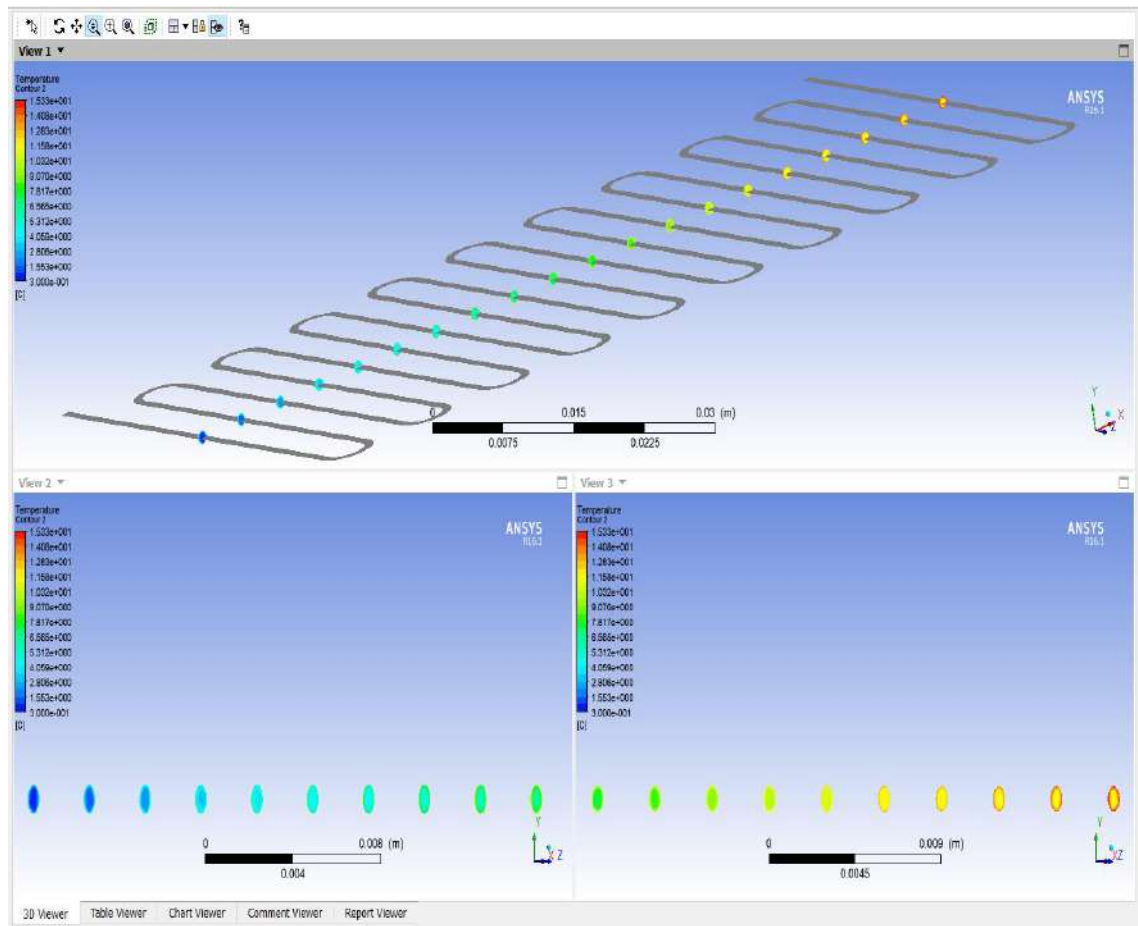 View 1
Temperature
Contour 2
1.533e+001
1.408e+001
1.283e+001
1.158e+001
1.032e+001
9.070e+000
7.817e+000
6.565e+000
5.312e+000
4.059e+000
2.806e+000
1.553e+000
3.000e-001
[C]
ANSYS
R16.1
0 0.015 0.03 (m)
0.0075 0.0225
Y
X
Z
View 2
Temperature
Contour 2
1.533e+001
1.408e+001
1.283e+001
1.158e+001
1.032e+001
9.070e+000
7.817e+000
6.565e+000
5.312e+000
4.059e+000
2.806e+000
1.553e+000
3.000e-001
[C]
ANSYS
R16.1
0 0.008 (m)
0.004
Y
X Z
View 3
Temperature
Contour 2
1.533e+001
1.408e+001
1.283e+001
1.158e+001
1.032e+001
9.070e+000
7.817e+000
6.565e+000
5.312e+000
4.059e+000
2.806e+000
1.553e+000
3.000e-001
[C]
ANSYS
R16.1
0 0.009 (m)
0.0045
Y
XZ
3D Viewer Table Viewer Chart Viewer Comment Viewer Report Viewer